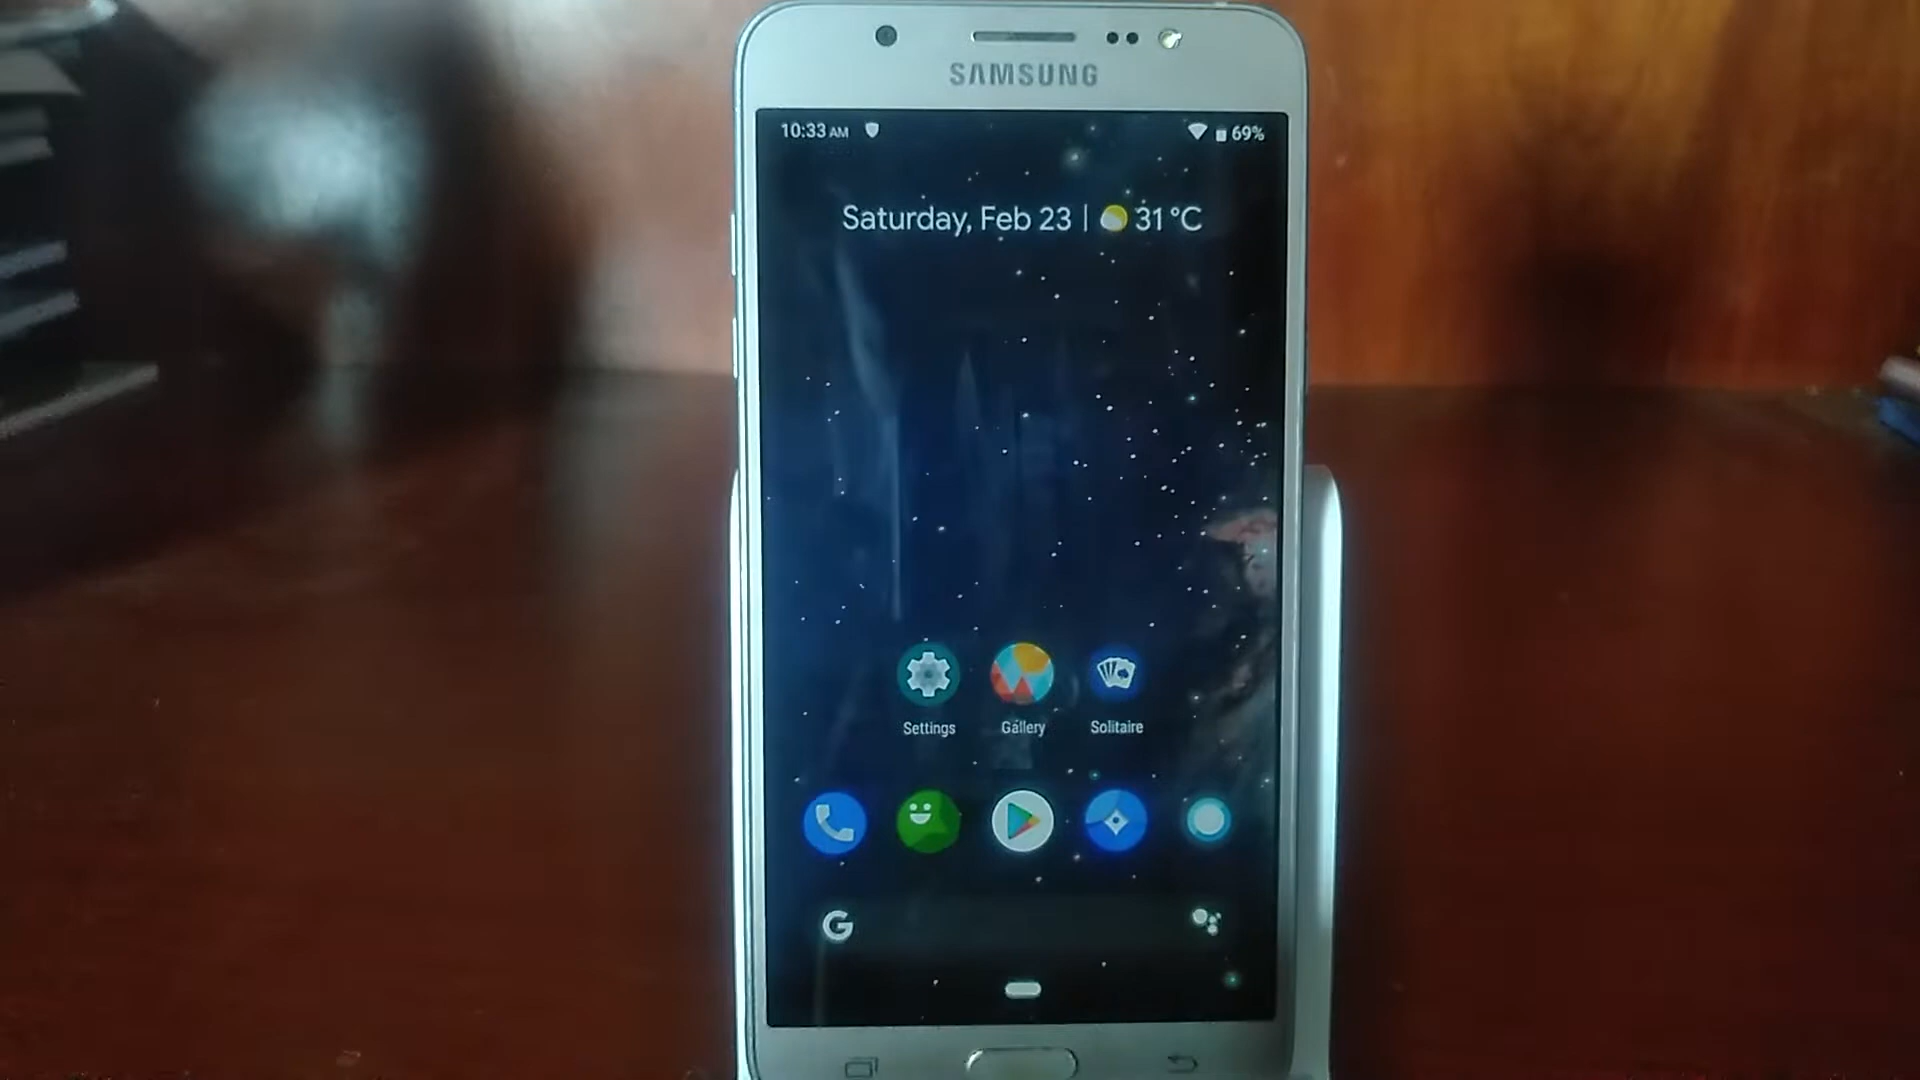 SAMSUNG
10:33 AM 69%
Saturday, Feb 23 | 31 °C
Settings Gallery Solitaire
G